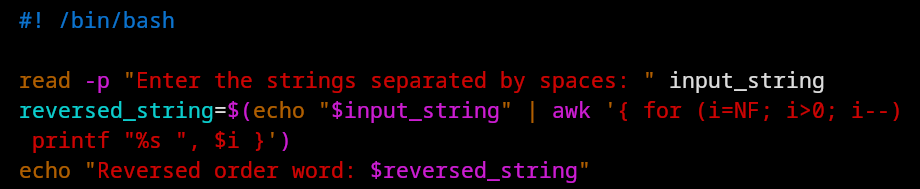 #! /bin/bash
read -p "Enter the strings separated by spaces: " input_string
reversed_string=$(echo "$input_string" | awk '{ for (i=NF; i>0; i--)
printf "%s ", $i }')
echo "Reversed order word: $reversed_string"